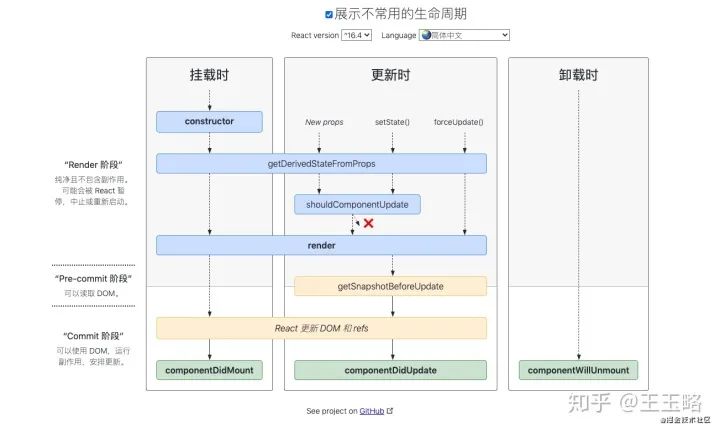 展示不常用的生命周期
React version ^16.4 Language 简体中文
挂载时 更新时 卸载时
constructor
New props setState() forceUpdate()
"Render 阶段"
纯净且不包含副作用。
可能会被 React 暂
停，中止或重新启动。
getDerivedStateFromProps
shouldComponentUpdate
render
"Pre-commit 阶段"
可以读取 DOM。
getSnapshotBeforeUpdate
"Commit 阶段"
可以使用 DOM，运行
副作用，安排更新。
React 更新 DOM 和 refs
componentDidMount componentDidUpdate componentWillUnmount
See project on GitHub
知乎 @王玉略
@掘金技术社区